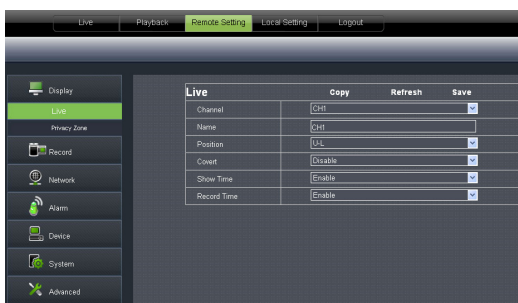 Live Playback Remote Setting Local Setting Logout
Display
Live
Privacy Zone
Record
Network
Alarm
Device
System
Advanced
Live Copy Refresh Save
Channel CH1
Name CH1
Position U-L
Covert Disable
Show Time Enable
Record Time Enable